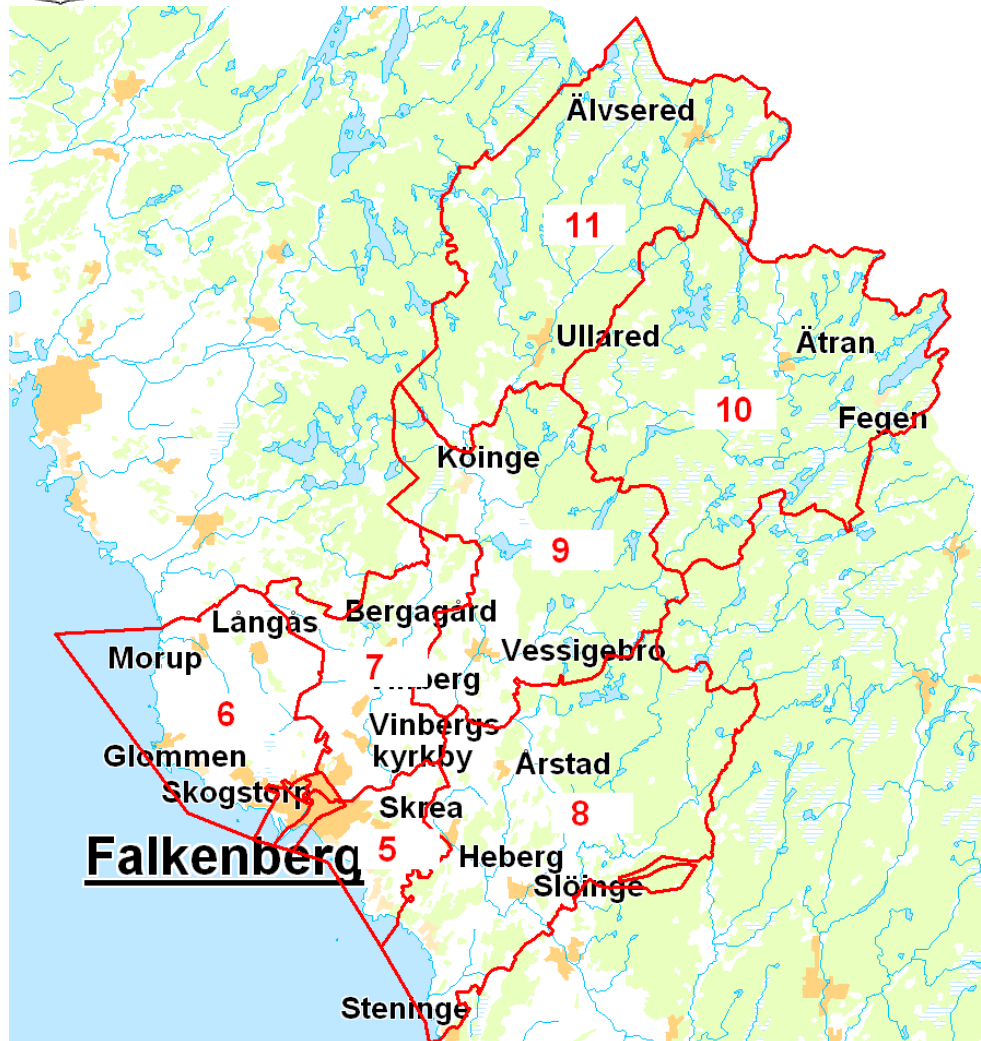 Älvsered
11
Ullared
Ätran
10
Fegen
Köinge
9
Bergagård
Långås
Vessigebro
Morup
7
6
Vinbergs
kyrkby
Glommen
Årstad
Skogstorp
Skrea
8
5
Falkenberg
Heberg
Slöinge
Steninge